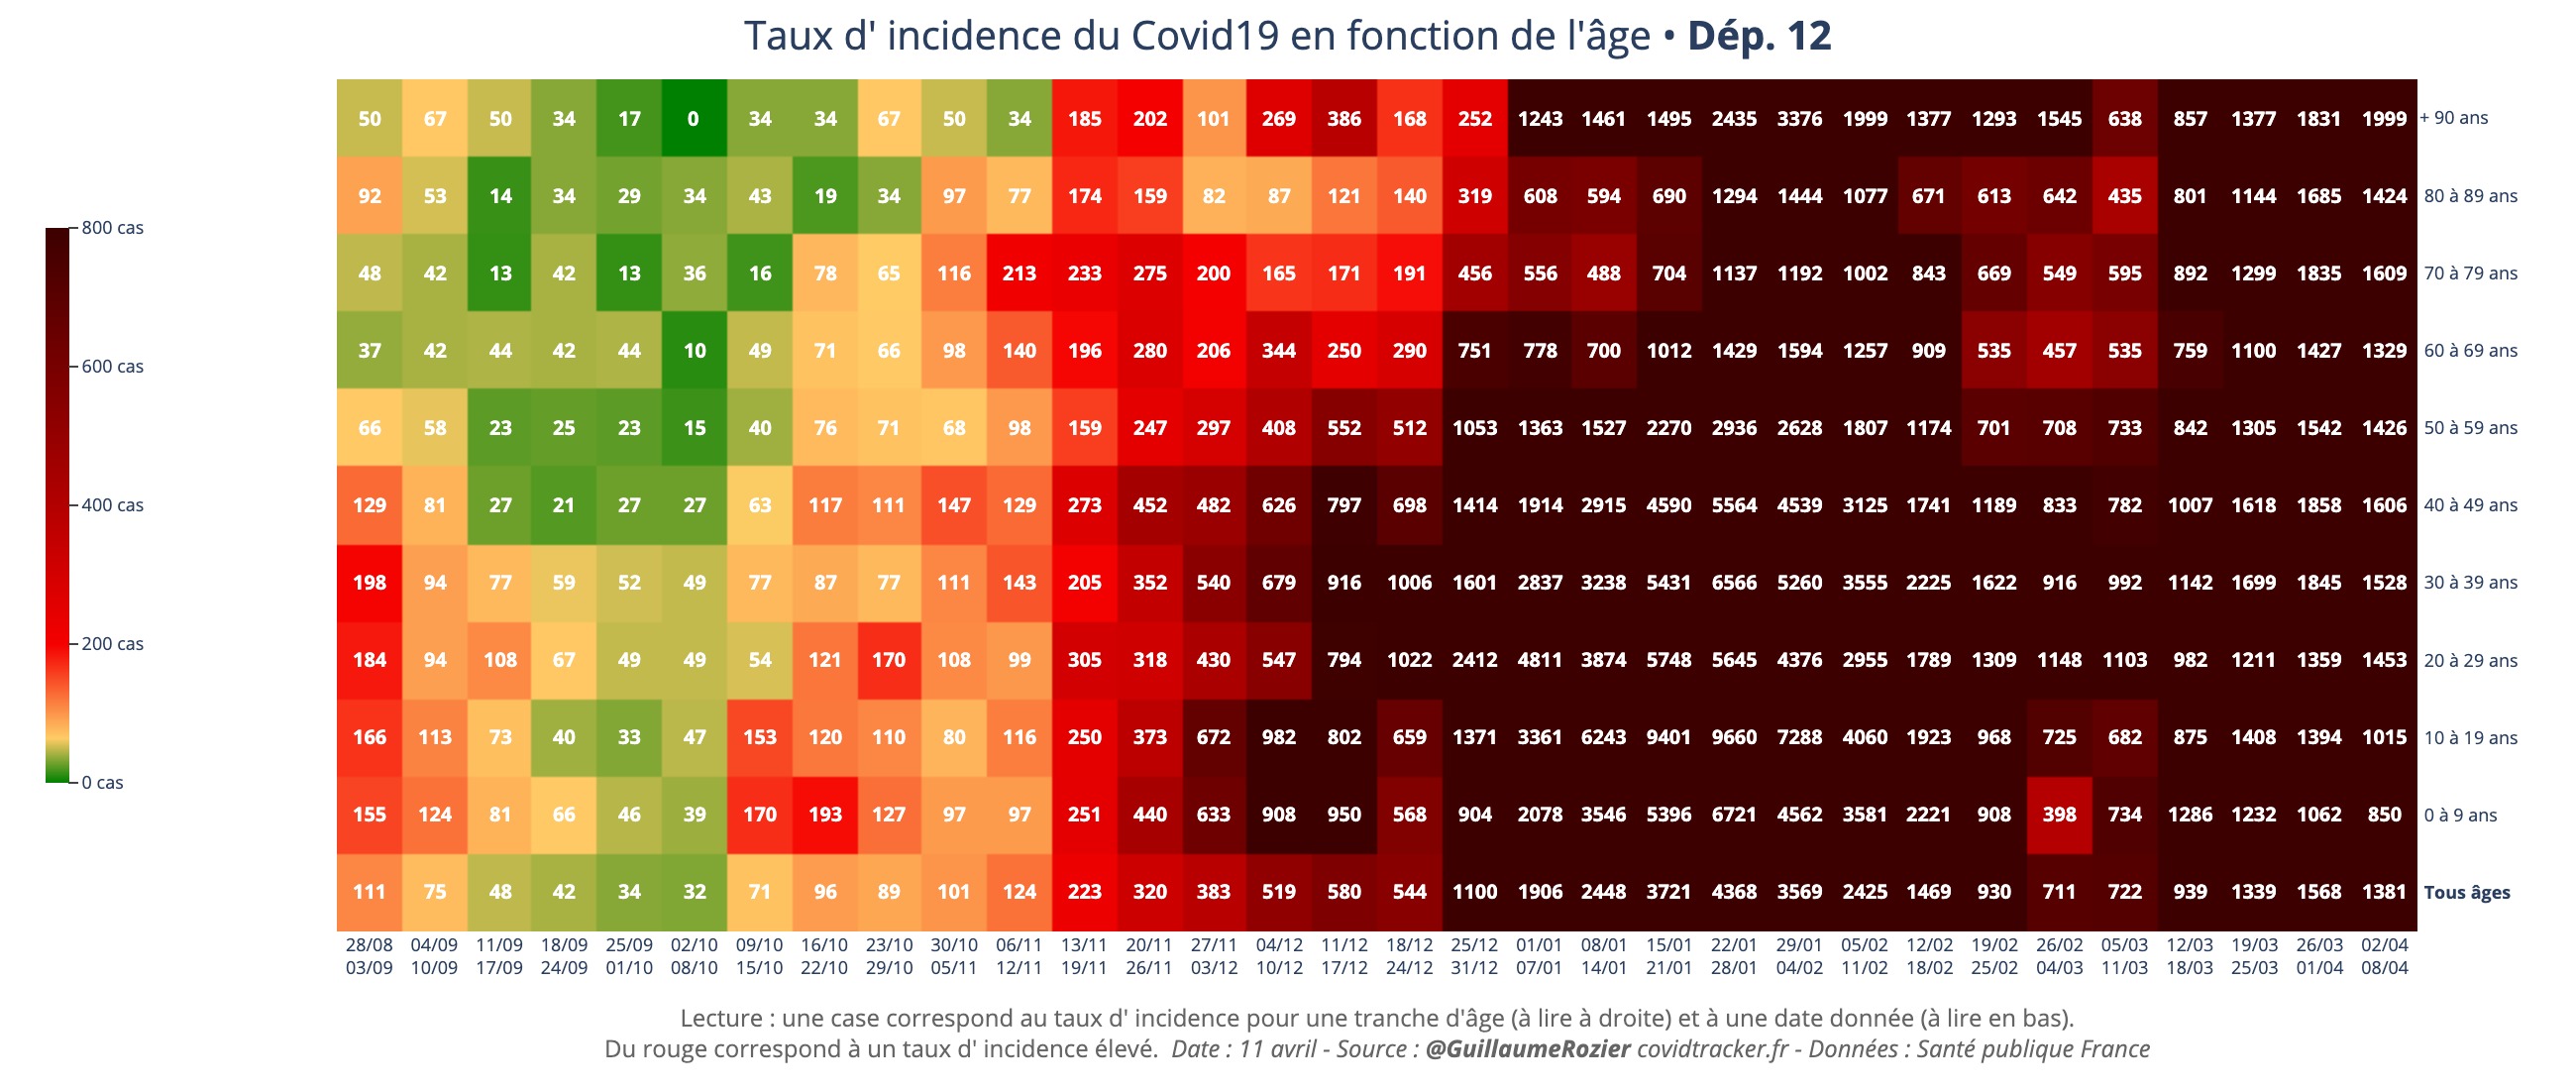 Taux d' incidence du Covid19 en fonction de l'âge • Dép. 12
50 67 50 34 17 0 34 34 67 50 34 185 202 101 269 386 168 252 1243 1461 1495 2435 3376 1999 1377 1293 1545 638 857 1377 1831 1999 + 90 ans
92 53 14 34 29 34 43 19 34 97 77 174 159 82 87 121 140 319 608 594 690 1294 1444 1077 671 613 642 435 801 1144 1685 1424 80 à 89 ans
800 cas
48 42 13 42 13 36 16 78 65 116 213 233 275 200 165 171 191 456 556 488 704 1137 1192 1002 843 669 549 595 892 1299 1835 1609 70 à 79 ans
37 42 44 42 44 10 49 71 66 98 140 196 280 206 344 250 290 751 778 700 1012 1429 1594 1257 909 535 457 535 759 1100 1427 1329 60 à 69 ans
600 cas
66 58 23 25 23 15 40 76 71 68 98 159 247 297 408 552 512 1053 1363 1527 2270 2936 2628 1807 1174 701 708 733 842 1305 1542 1426 50 à 59 ans
400 cas
129 81 27 21 27 27 63 117 111 147 129 273 452 482 626 797 698 1414 1914 2915 4590 5564 4539 3125 1741 1189 833 782 1007 1618 1858 1606 40 à 49 ans
198 94 77 59 52 49 77 87 77 111 143 205 352 540 679 916 1006 1601 2837 3238 5431 6566 5260 3555 2225 1622 916 992 1142 1699 1845 1528 30 à 39 ans
200 cas
184 94 108 67 49 49 54 121 170 108 99 305 318 430 547 794 1022 2412 4811 3874 5748 5645 4376 2955 1789 1309 1148 1103 982 1211 1359 1453 20 à 29 ans
166 113 73 40 33 47 153 120 110 80 116 250 373 672 982 802 659 1371 3361 6243 9401 9660 7288 4060 1923 968 725 682 875 1408 1394 1015 10 à 19 ans
0 cas
155 124 81 66 46 39 170 193 127 97 97 251 440 633 908 950 568 904 2078 3546 5396 6721 4562 3581 2221 908 398 734 1286 1232 1062 850 0 à 9 ans
111 75 48 42 34 32 71 96 89 101 124 223 320 383 519 580 544 1100 1906 2448 3721 4368 3569 2425 1469 930 711 722 939 1339 1568 1381 Tous âges
28/08 04/09 11/09 18/09 25/09 02/10 09/10 16/10 23/10 30/10 06/11 13/11 20/11 27/11 04/12 11/12 18/12 25/12 01/01 08/01 15/01 22/01 29/01 05/02 12/02 19/02 26/02 05/03 12/03 19/03 26/03 02/04
03/09 10/09 17/09 24/09 01/10 08/10 15/10 22/10 29/10 05/11 12/11 19/11 26/11 03/12 10/12 17/12 24/12 31/12 07/01 14/01 21/01 28/01 04/02 11/02 18/02 25/02 04/03 11/03 18/03 25/03 01/04 08/04
Lecture : une case correspond au taux d' incidence pour une tranche d'âge (à lire à droite) et à une date donnée (à lire en bas).
Du rouge correspond à un taux d' incidence élevé. Date : 11 avril - Source : @GuillaumeRozier covidtracker.fr - Données : Santé publique France